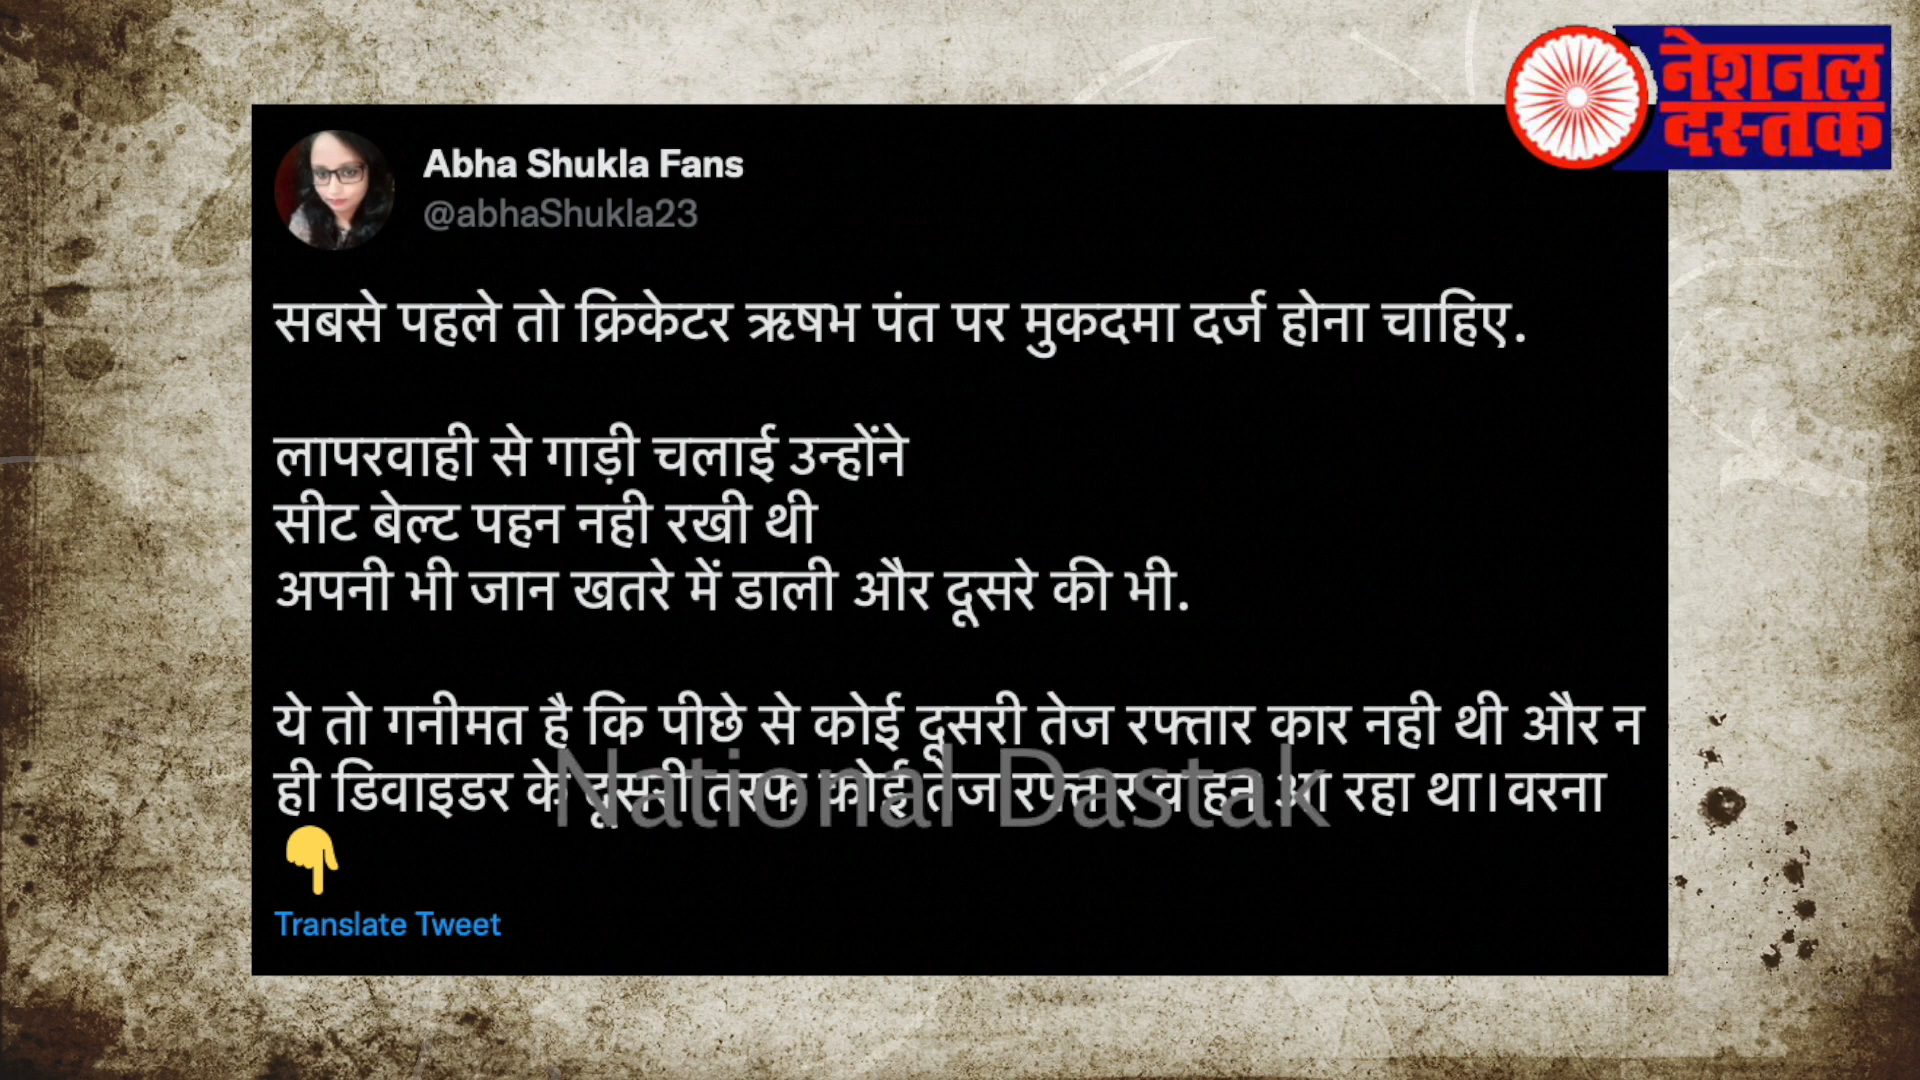 नेशनल
दस्तक
Abha Shukla Fans
@abhaShukla23
सबसे पहले तो क्रिकेटर ऋषभ पंत पर मुकदमा दर्ज होना चाहिए.
लापरवाही से गाड़ी चलाई उन्होंने
सीट बेल्ट पहन नही रखी थी
अपनी भी जान खतरे में डाली और दूसरे की भी.
ये तो गनीमत है कि पीछे से कोई दूसरी तेज रफ्तार कार नही थी और न
ही डिवाइडर के दूसरी तरफ कोई तेज रफ्तार वाहन आ रहा था।वरना
👇
National Dastak
Translate Tweet